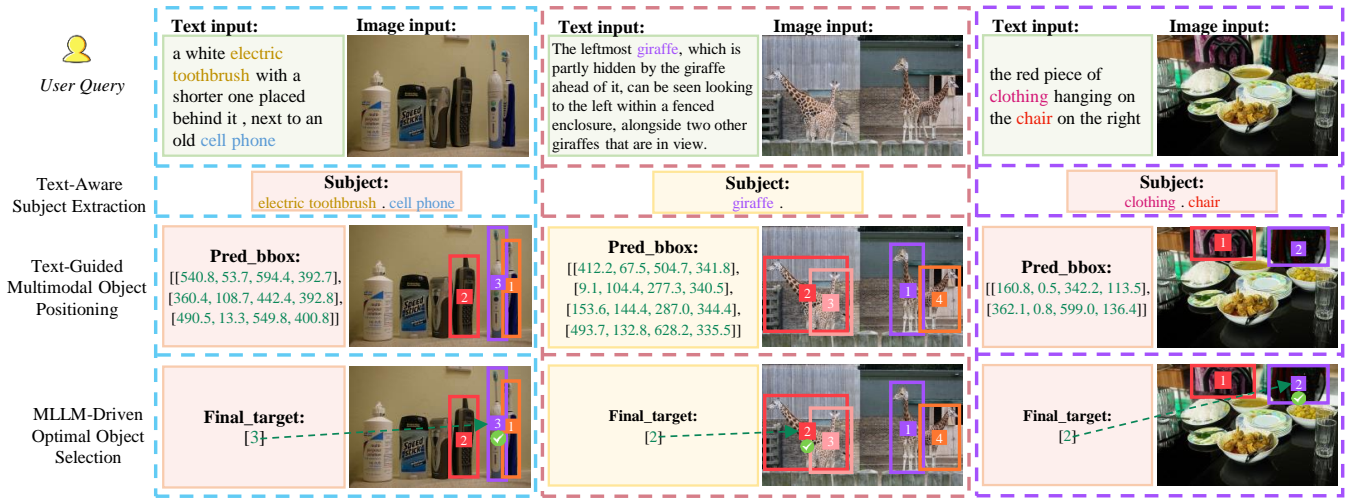 User Query
Text input:
Image input:
a white electric
toothbrush with a
shorter one placed
behind it , next to an
old cell phone
Text input:
Image input:
The leftmost giraffe, which is
partly hidden by the giraffe
ahead of it, can be seen looking
to the left within a fenced
enclosure, alongside two other
giraffes that are in view.
Text input:
Image input:
the red piece of
clothing hanging on
the chair on the right
Text-Aware
Subject Extraction
Subject:
electric toothbrush . cell phone
Subject:
giraffe .
Subject:
clothing . chair
Text-Guided
Multimodal Object
Positioning
Pred_bbox:
[[540.8, 53.7, 594.4, 392.7],
[360.4, 108.7, 442.4, 392.8],
[490.5, 13.3, 549.8, 400.8]]
Speed
2
3
1
Pred_bbox:
[[412.2, 67.5, 504.7, 341.8],
[9.1, 104.4, 277.3, 340.5],
[153.6, 144.4, 287.0, 344.4],
[493.7, 132.8, 628.2, 335.5]]
2
3
1
4
Pred_bbox:
[[160.8, 0.5, 342.2, 113.5],
[362.1, 0.8, 599.0, 136.4]]
1
2
MLLM-Driven
Optimal Object
Selection
Final_target:
[3]
Speed
2
3
1
Final_target:
[2]
2
3
1
4
Final_target:
[2]
1
2